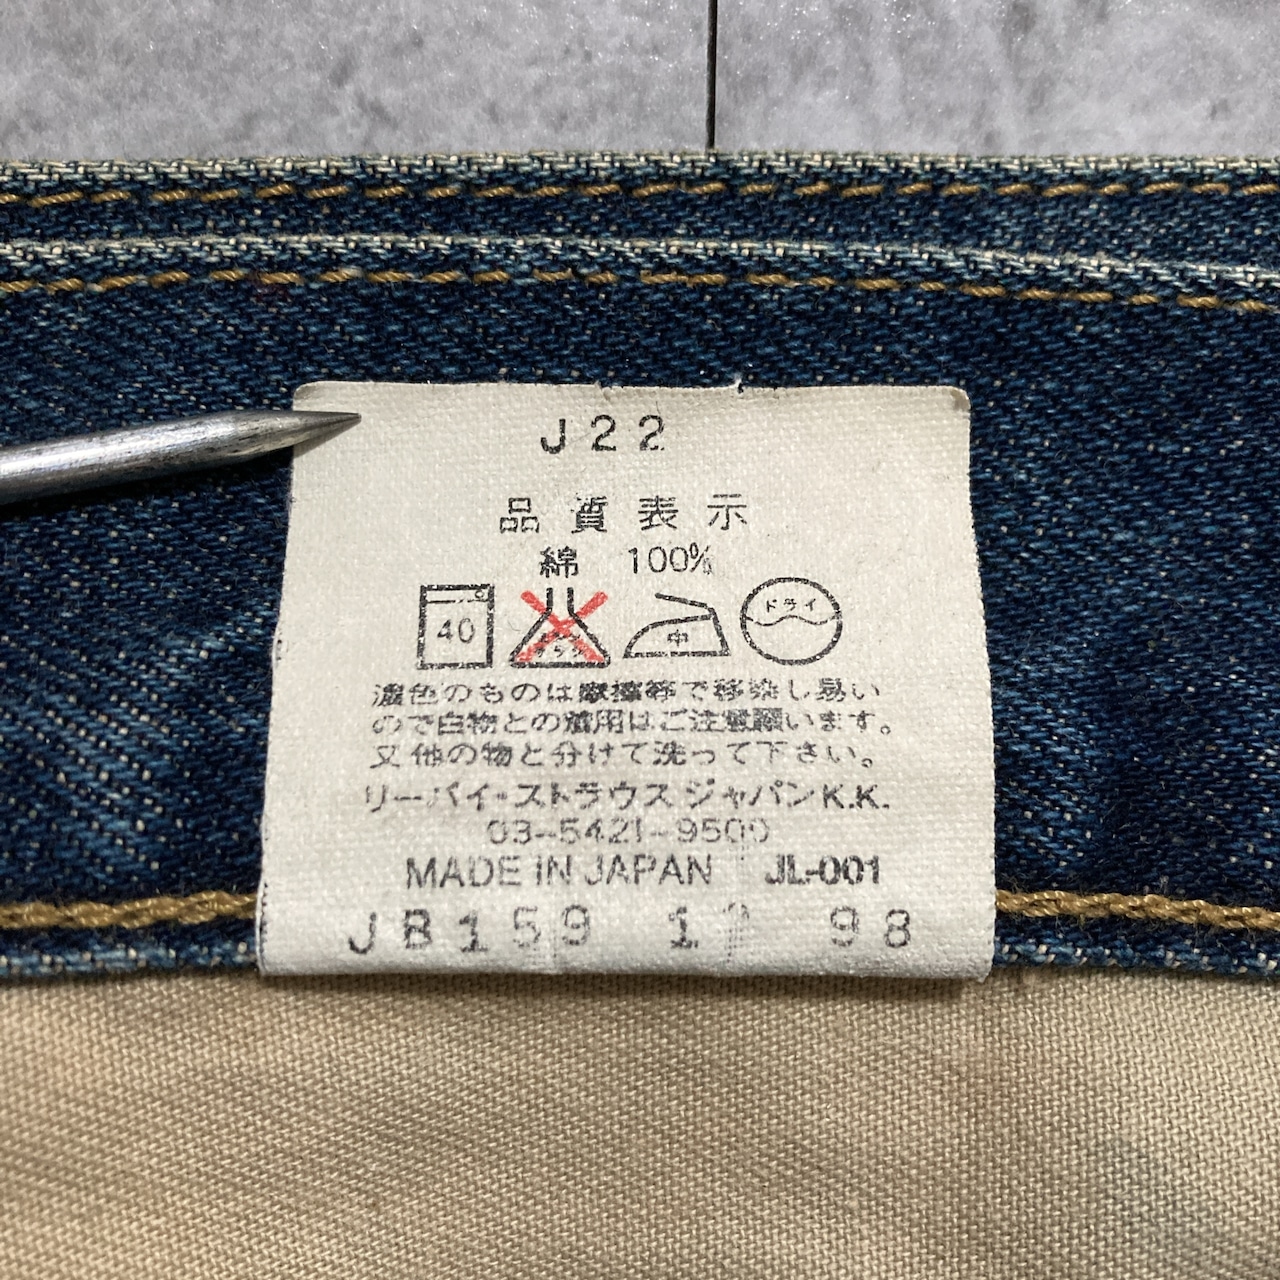 J22
品質表示
綿 100%
40 ドライ
中
濃色のものは摩擦等で移染し易い
ので白物との着用はご注意願います。
又他の物と分けて洗って下さい。
リーバイ・ストラウス ジャパンK.K.
03-5421-9500
MADE IN JAPAN JL-001
JB159 98